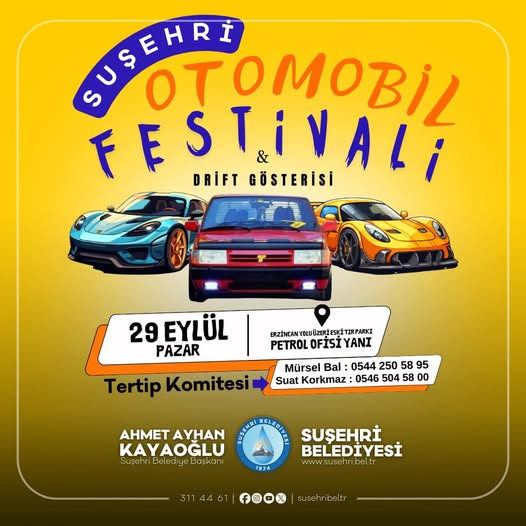 SUŞEHRİ
OTOMOBİL
FESTİVALİ
&
DRİFT GÖSTERİSİ
29 EYLÜL
PAZAR
ERZİNCAN YOLU ÜZERİ ESKİ TIR PARKI
PETROL OFİSİ YANI
Tertip Komitesi
Mürsel Bal : 0544 250 58 95
Suat Korkmaz : 0546 504 58 00
AHMET AYHAN
KAYAOĞLU
Suşehri Belediye Başkanı
SUŞEHRİ BELEDİYESİ
1874
SUŞEHRİ
BELEDİYESİ
www.susehri.bel.tr
311 44 61 | | susehribeltr